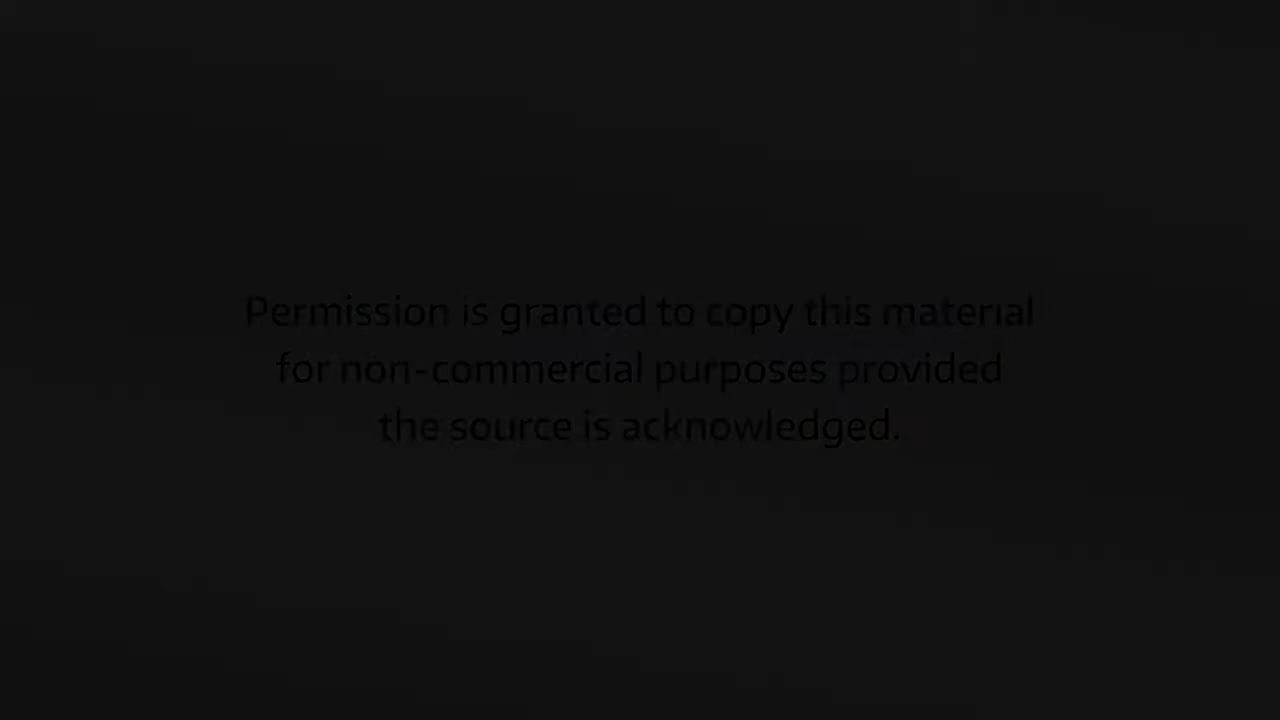 Permission is granted to copy this material
for non-commercial purposes provided
the source is acknowledged.